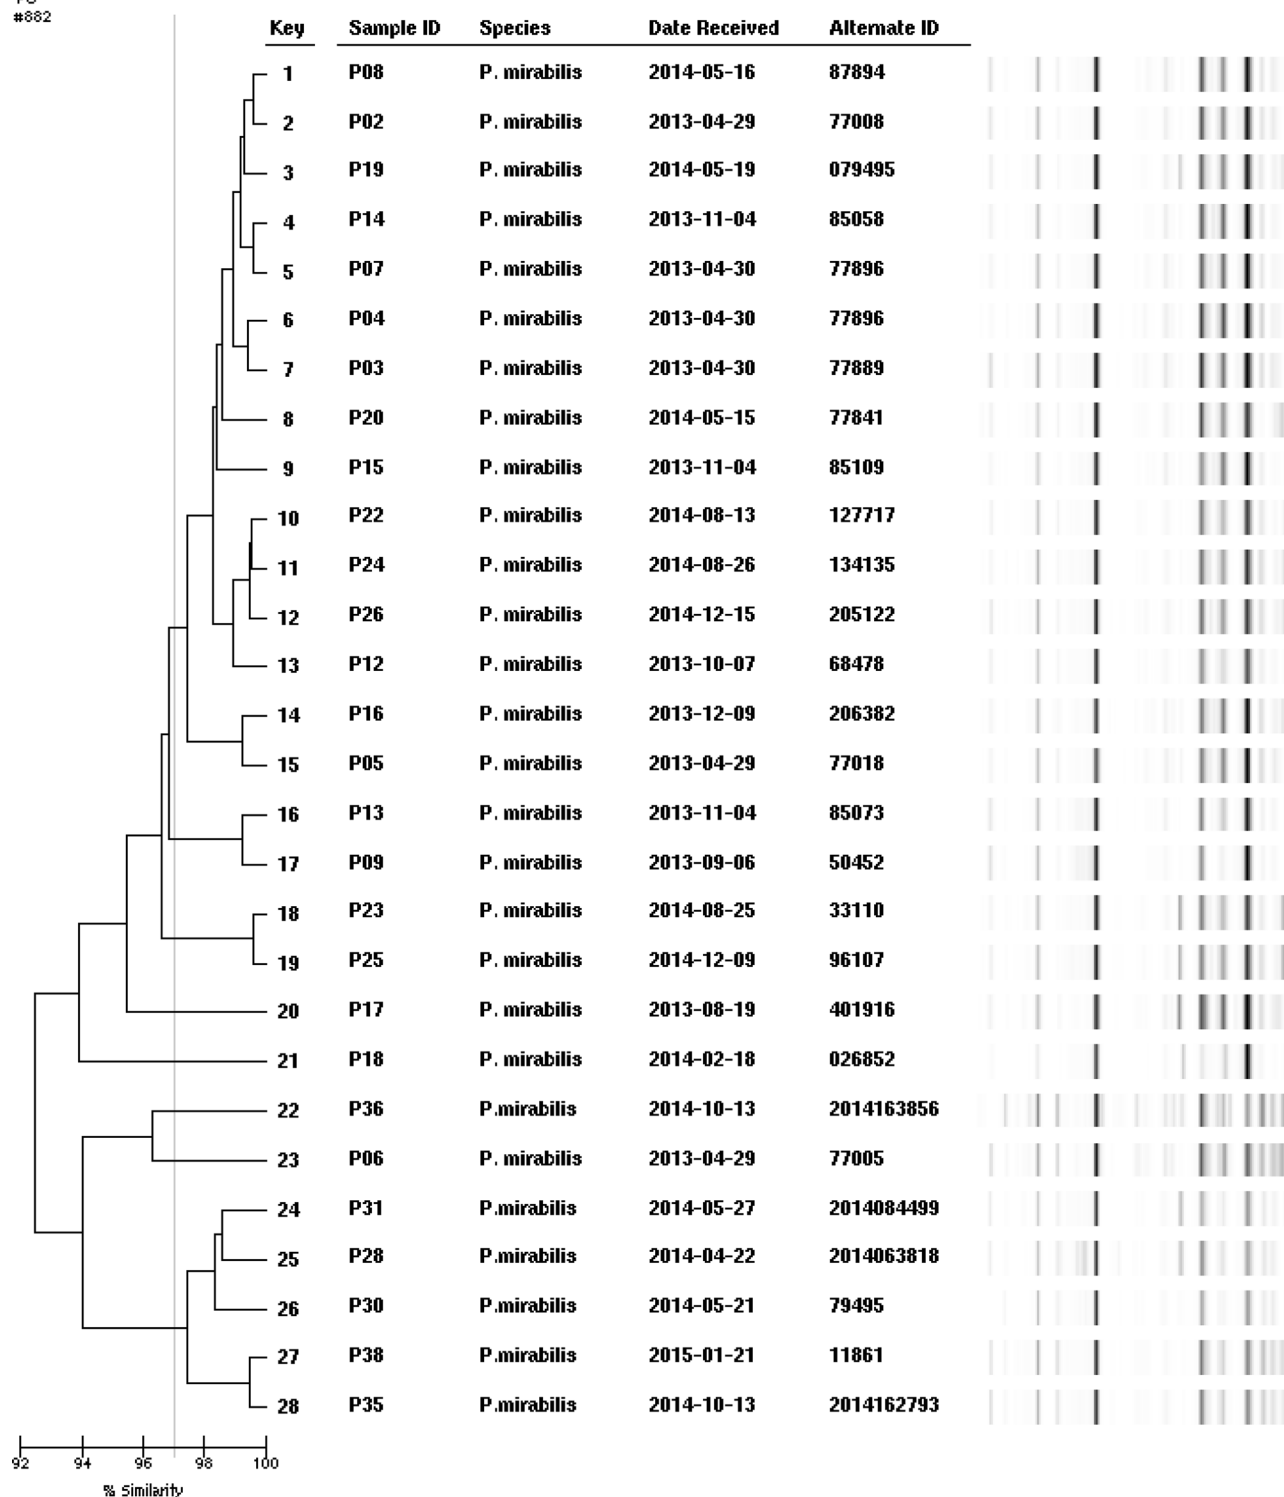 #882
Key Sample ID Species Date Received Alternate ID
1 P08 P. mirabilis 2014-05-16 87894
2 P02 P. mirabilis 2013-04-29 77008
3 P19 P. mirabilis 2014-05-19 079495
4 P14 P. mirabilis 2013-11-04 85058
5 P07 P. mirabilis 2013-04-30 77896
6 P04 P. mirabilis 2013-04-30 77896
7 P03 P. mirabilis 2013-04-30 77889
8 P20 P. mirabilis 2014-05-15 77841
9 P15 P. mirabilis 2013-11-04 85109
10 P22 P. mirabilis 2014-08-13 127717
11 P24 P. mirabilis 2014-08-26 134135
12 P26 P. mirabilis 2014-12-15 205122
13 P12 P. mirabilis 2013-10-07 68478
14 P16 P. mirabilis 2013-12-09 206382
15 P05 P. mirabilis 2013-04-29 77018
16 P13 P. mirabilis 2013-11-04 85073
17 P09 P. mirabilis 2013-09-06 50452
18 P23 P. mirabilis 2014-08-25 33110
19 P25 P. mirabilis 2014-12-09 96107
20 P17 P. mirabilis 2013-08-19 401916
21 P18 P. mirabilis 2014-02-18 026852
22 P36 P.mirabilis 2014-10-13 2014163856
23 P06 P. mirabilis 2013-04-29 77005
24 P31 P.mirabilis 2014-05-27 2014084499
25 P28 P.mirabilis 2014-04-22 2014063818
26 P30 P.mirabilis 2014-05-21 79495
27 P38 P.mirabilis 2015-01-21 11861
28 P35 P.mirabilis 2014-10-13 2014162793
92 94 96 98 100
% Similarity